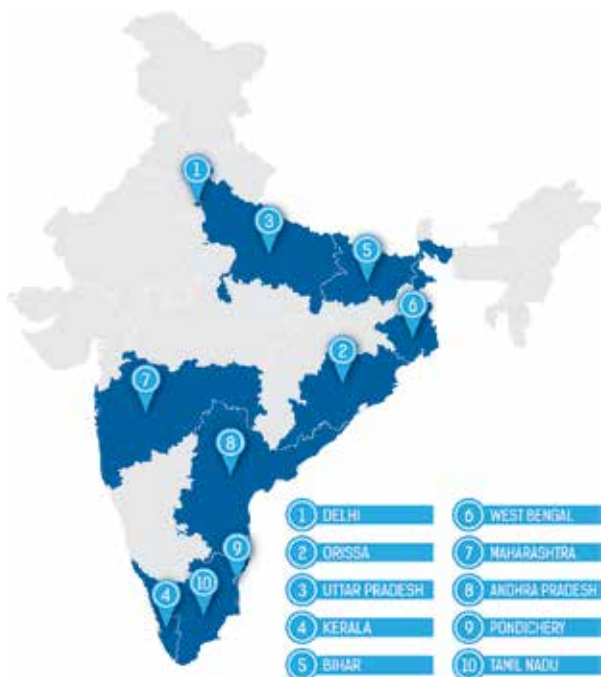 1
3
5
6
2
7
8
9
4
10
1 DELHI
2 ORISSA
3 UTTAR PRADESH
4 KERALA
5 BIHAR
6 WEST BENGAL
7 MAHARASHTRA
8 ANDHRA PRADESH
9 PONDICHERY
10 TAMIL NADU